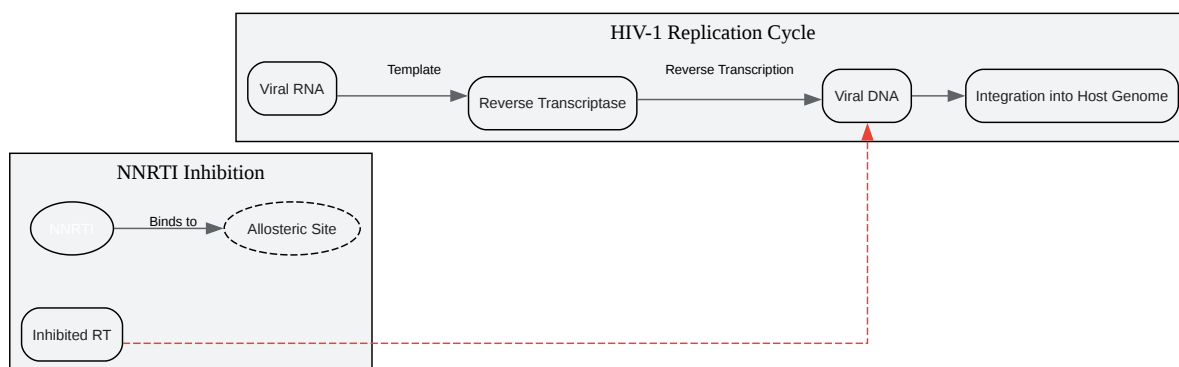 HIV-1 Replication Cycle
Template
Reverse Transcription
Viral RNA
Reverse Transcriptase
Viral DNA
Integration into Host Genome
NNRTI Inhibition
NNRTI
Binds to
Allosteric Site
Inhibited RT